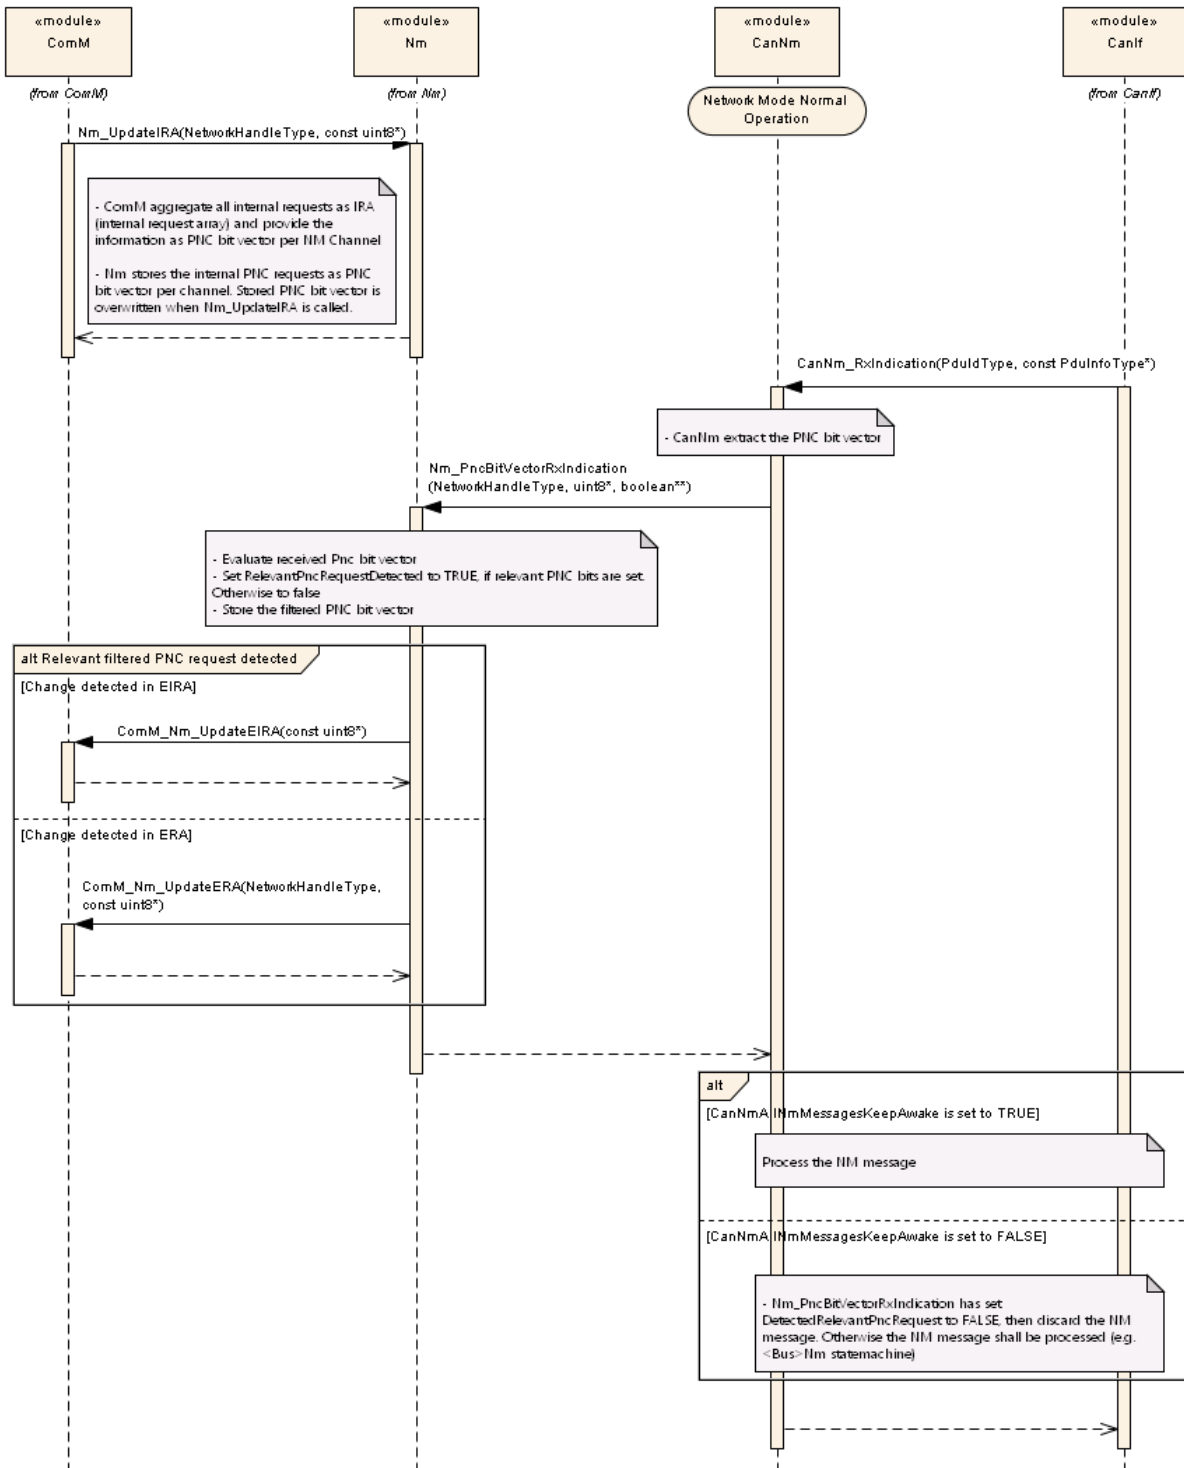 «module»
ComM
«module»
Nm
«module»
CanNm
«module»
CanIf
(from ComM)
(from Nm)
(from CanIf)
Network Mode Normal
Operation
Nm_UpdateIRA(NetworkHandleType, const uint8*)
- ComM aggregate all internal requests as IRA
(internal request array) and provide the
information as PNC bit vector per NM Channel
- Nm stores the internal PNC requests as PNC
bit vector per channel. Stored PNC bit vector is
overwritten when Nm_UpdateIRA is called.
CanNm_RxIndication(PduIdType, const PduInfoType*)
- CanNm extract the PNC bit vector
Nm_PncBitVectorRxIndication
(NetworkHandleType, uint8*, boolean**)
- Evaluate received Pnc bit vector
- Set RelevantPncRequestDetected to TRUE, if relevant PNC bits are set.
Otherwise to false
- Store the filtered PNC bit vector
alt Relevant filtered PNC request detected
[Change detected in EIRA]
ComM_Nm_UpdateEIRA(const uint8*)
[Change detected in ERA]
ComM_Nm_UpdateERA(NetworkHandleType,
const uint8*)
alt
[CanNmAllNmMessagesKeepAwake is set to TRUE]
Process the NM message
[CanNmAllNmMessagesKeepAwake is set to FALSE]
- Nm_PncBitVectorRxIndication has set
DetectedRelevantPncRequest to FALSE, then discard the NM
message. Otherwise the NM message shall be processed (e.g.
<Bus>Nm statemachine)